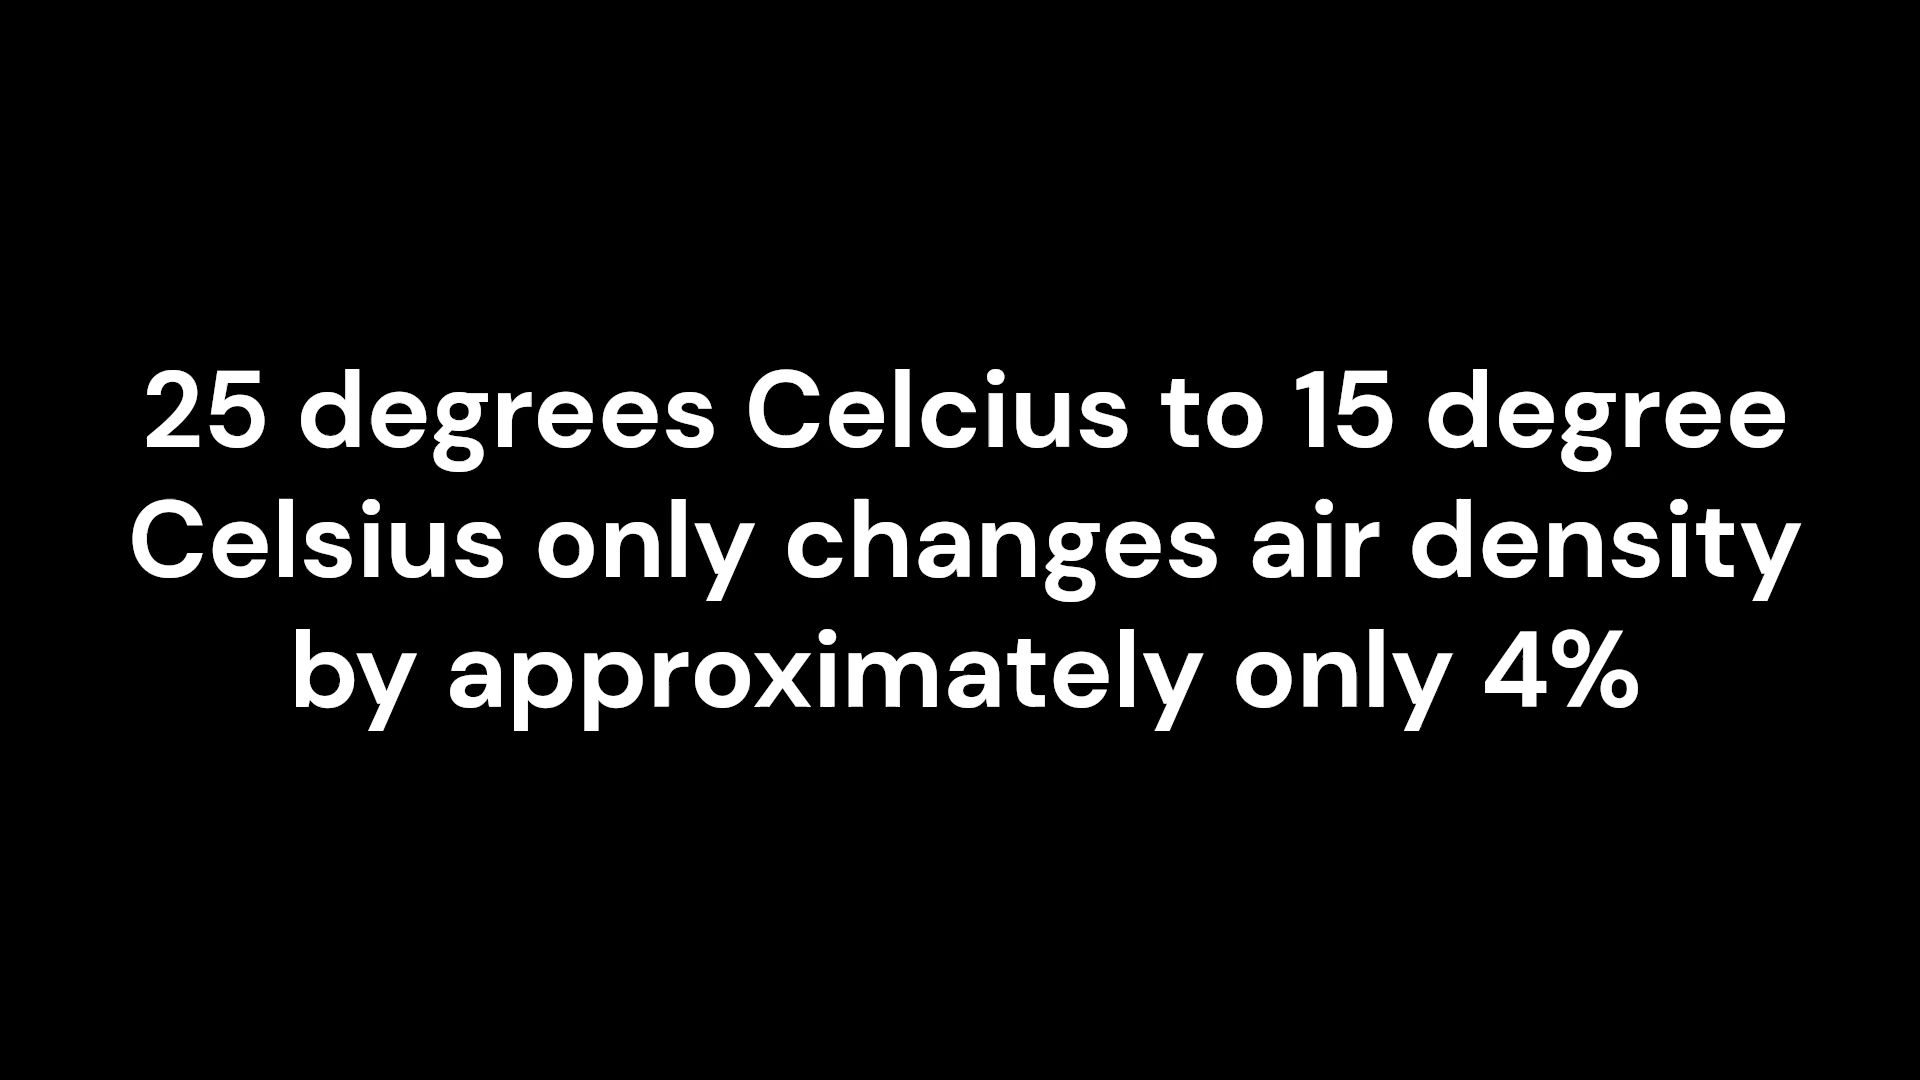 25 degrees Celcius to 15 degree
Celsius only changes air density
by approximately only 4%